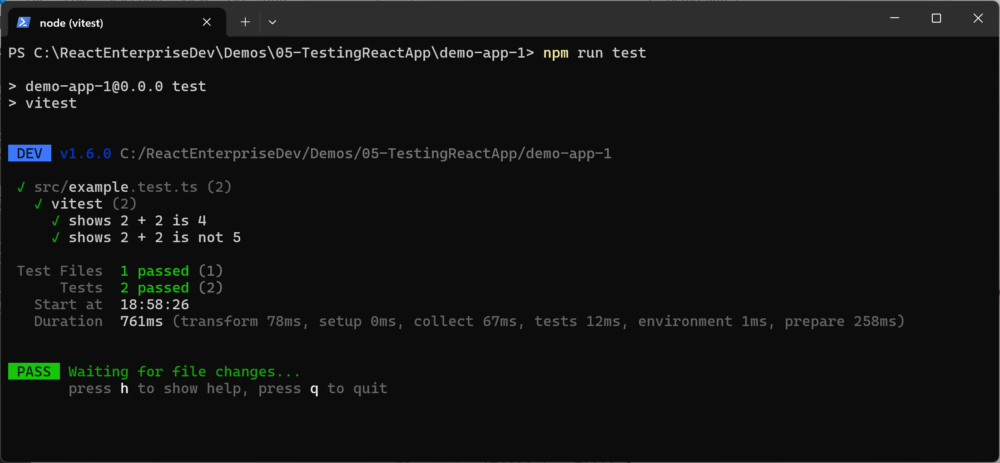 node (vitest)
PS C:\ReactEnterpriseDev\Demos\05-TestingReactApp\demo-app-1> npm run test
> demo-app-1@0.0.0 test
> vitest
DEV v1.6.0 C:/ReactEnterpriseDev/Demos/05-TestingReactApp/demo-app-1
✓ src/example.test.ts (2)
✓ vitest (2)
✓ shows 2 + 2 is 4
✓ shows 2 + 2 is not 5
Test Files 1 passed (1)
Tests 2 passed (2)
Start at 18:58:26
Duration 761ms (transform 78ms, setup 0ms, collect 67ms, tests 12ms, environment 1ms, prepare 258ms)
PASS Waiting for file changes...
press h to show help, press q to quit